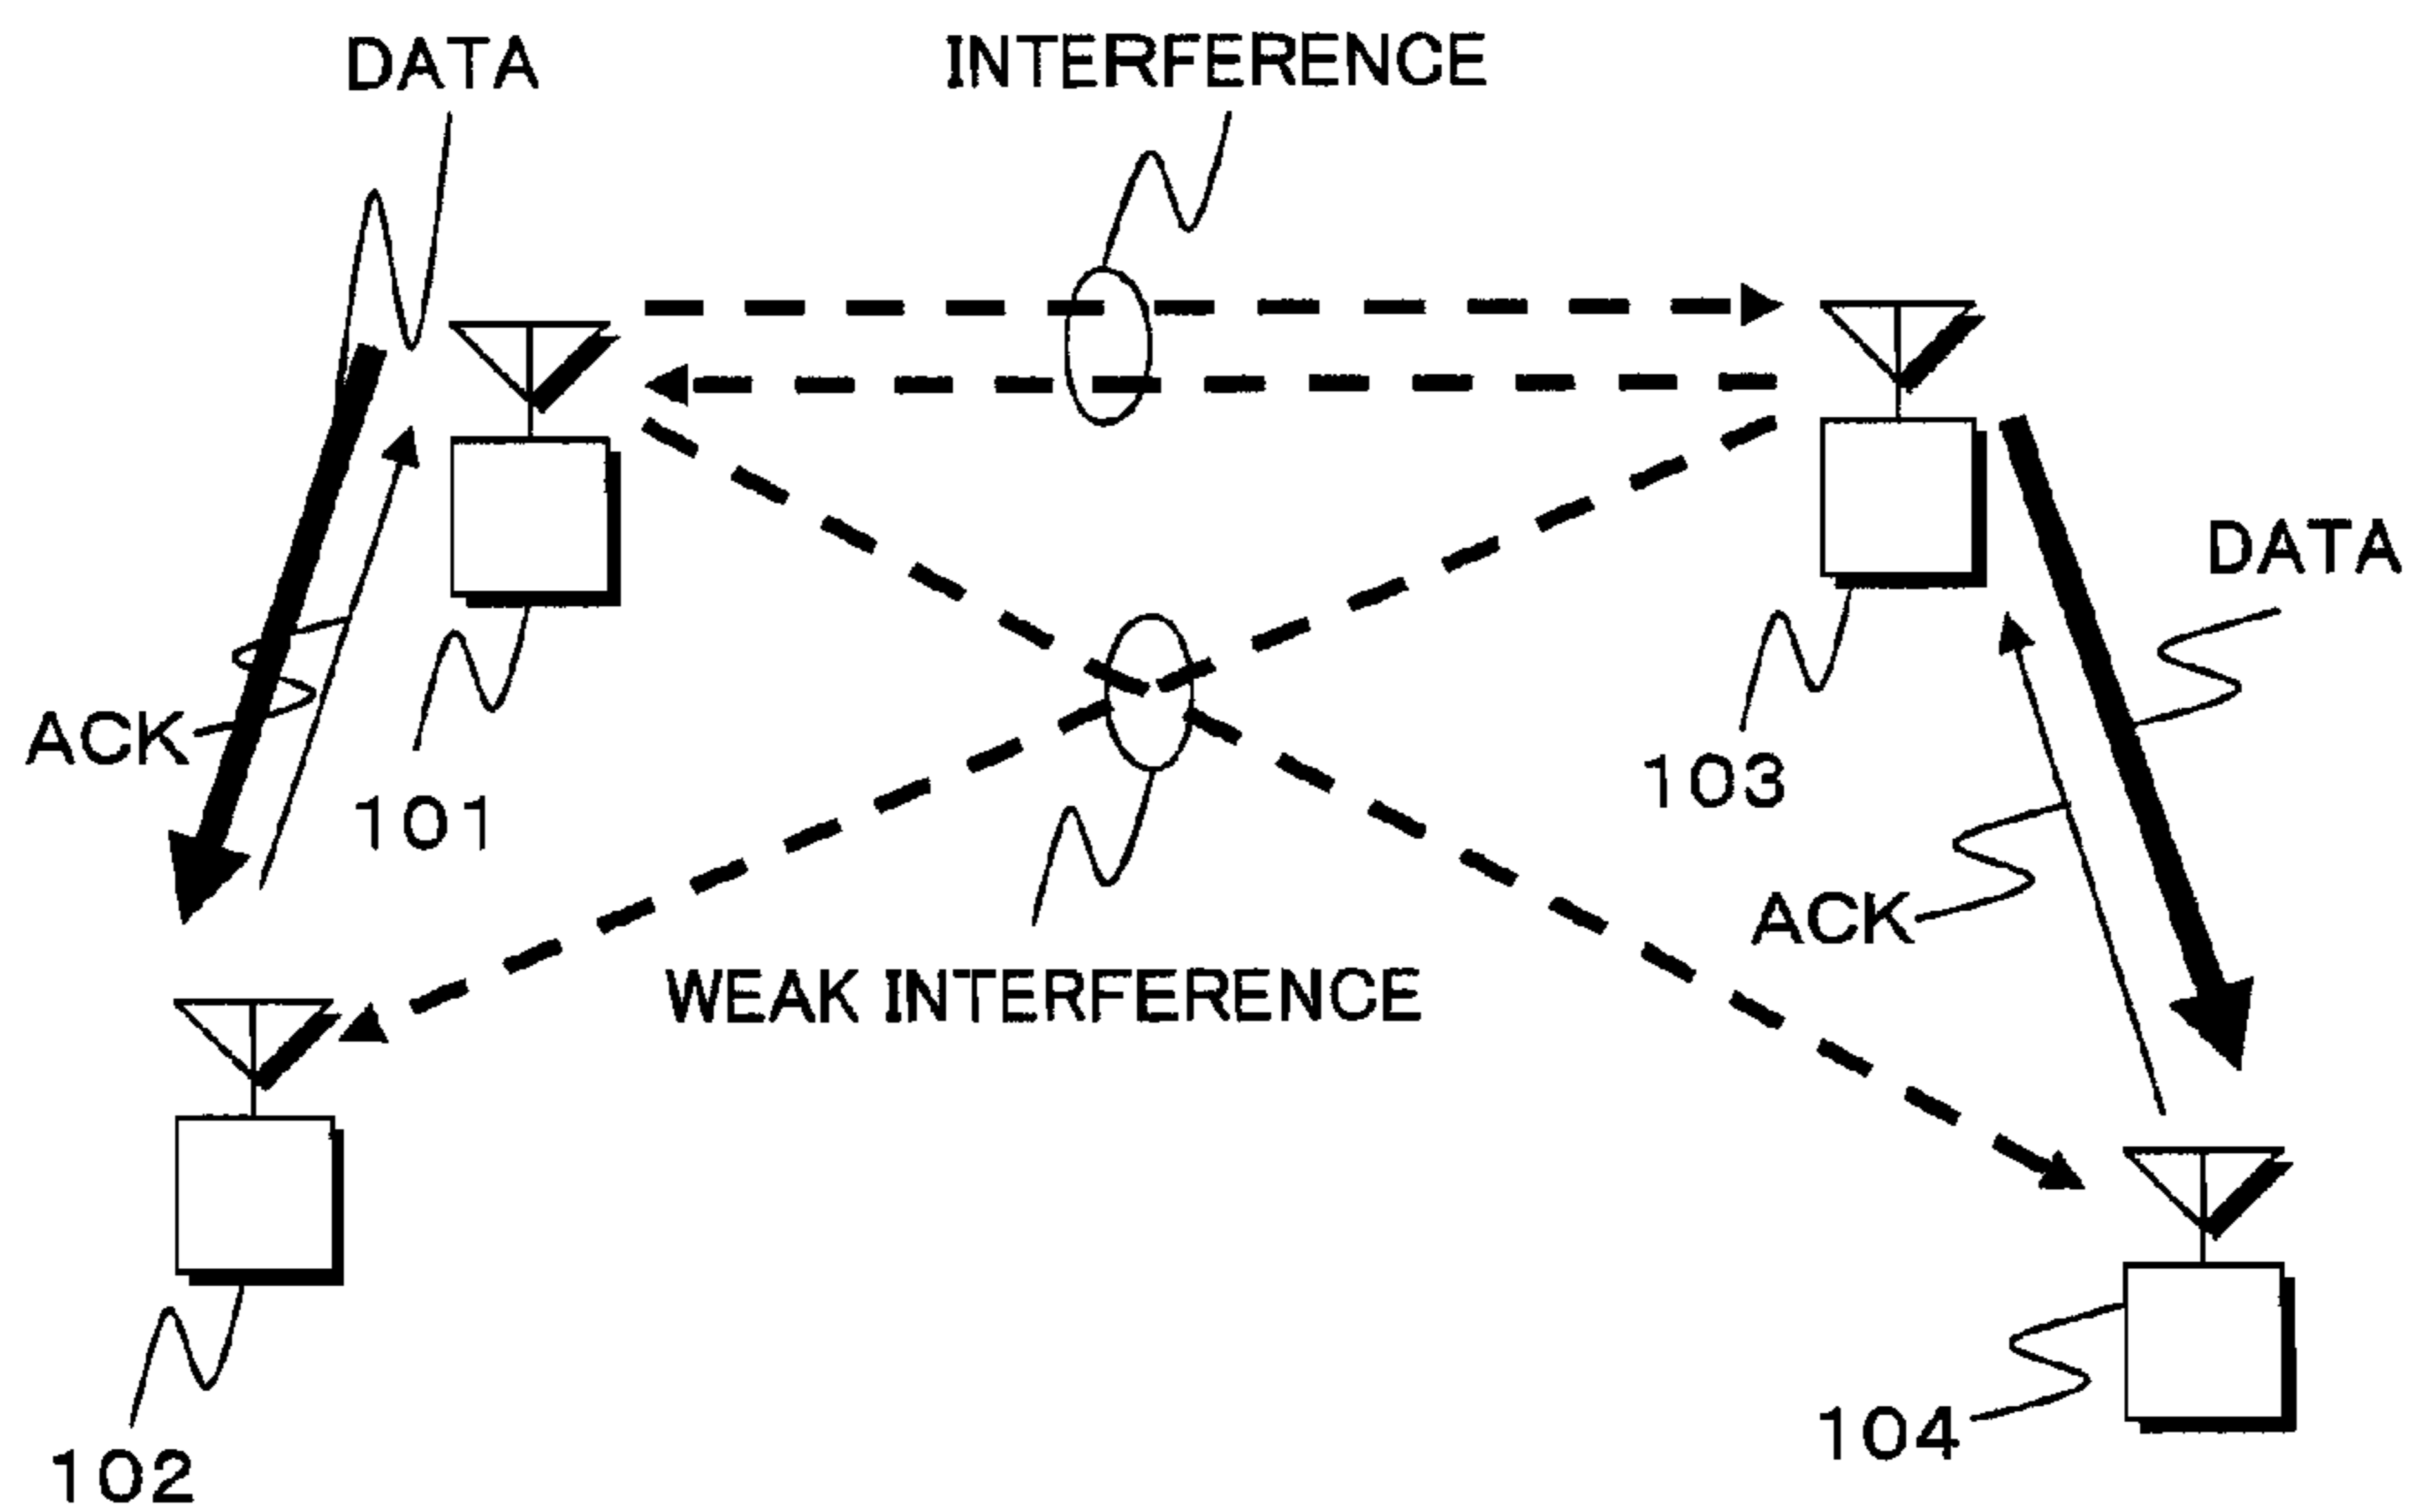 DATA
INTERFERENCE
DATA
ACK
101
103
ACK
WEAK INTERFERENCE
102
104